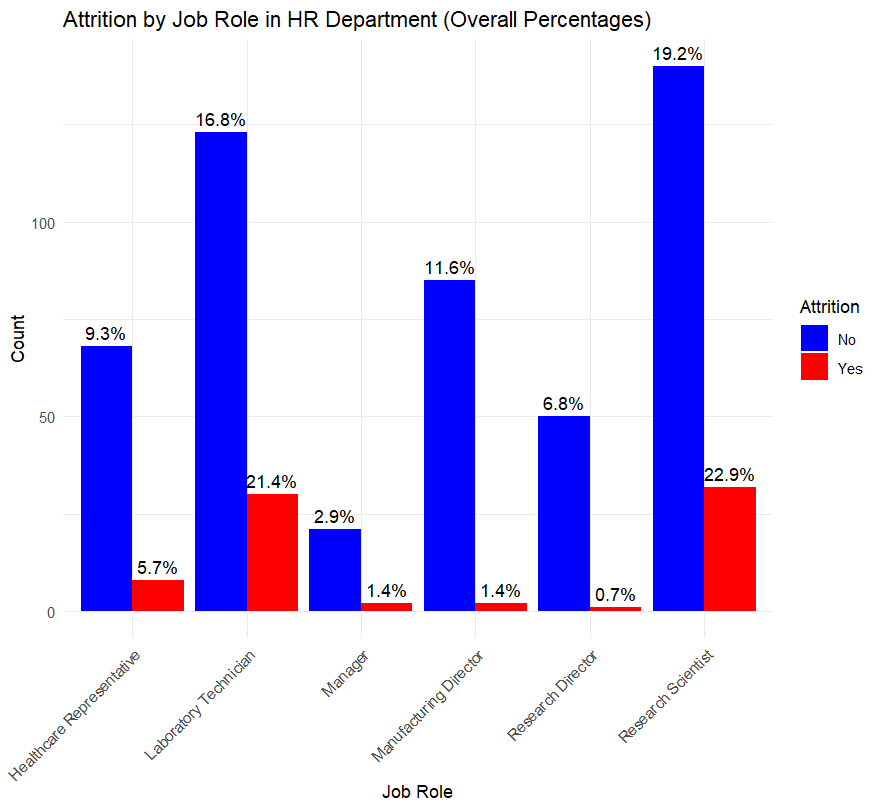 Attrition by Job Role in HR Department (Overall Percentages)
19.2%
16.8%
11.6%
9.3%
6.8%
22.9%
21.4%
2.9%
5.7%
1.4%
1.4%
0.7%
100
50
0
Count
Attrition
No
Yes
Healthcare Representative
Laboratory Technician
Manager
Manufacturing Director
Research Director
Research Scientist
Job Role